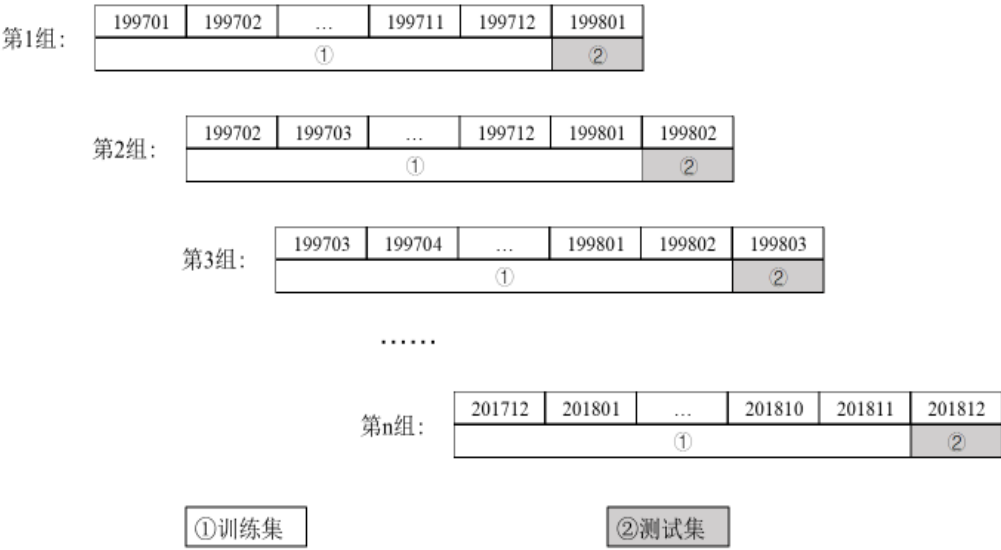 199701 199702 … 199711 199712 199801
第1组: ① ②
199702 199703 … 199712 199801 199802
第2组: ① ②
199703 199704 … 199801 199802 199803
第3组: ① ②
……
201712 201801 … 201810 201811 201812
第n组: ① ②
①训练集 ②测试集